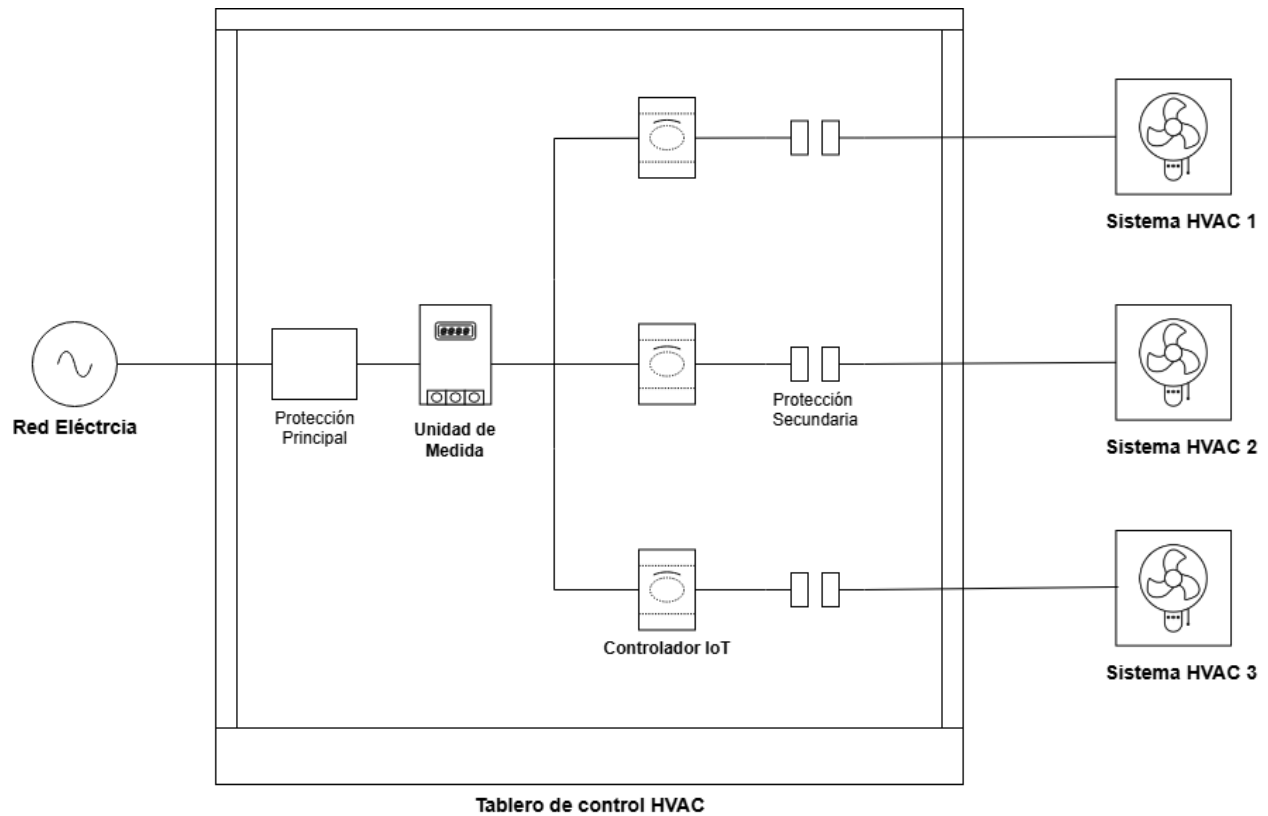 Sistema HVAC 1
Red Eléctrcia
Protección
Principal
Unidad de
Medida
Protección
Secundaria
Sistema HVAC 2
Controlador IoT
Sistema HVAC 3
Tablero de control HVAC